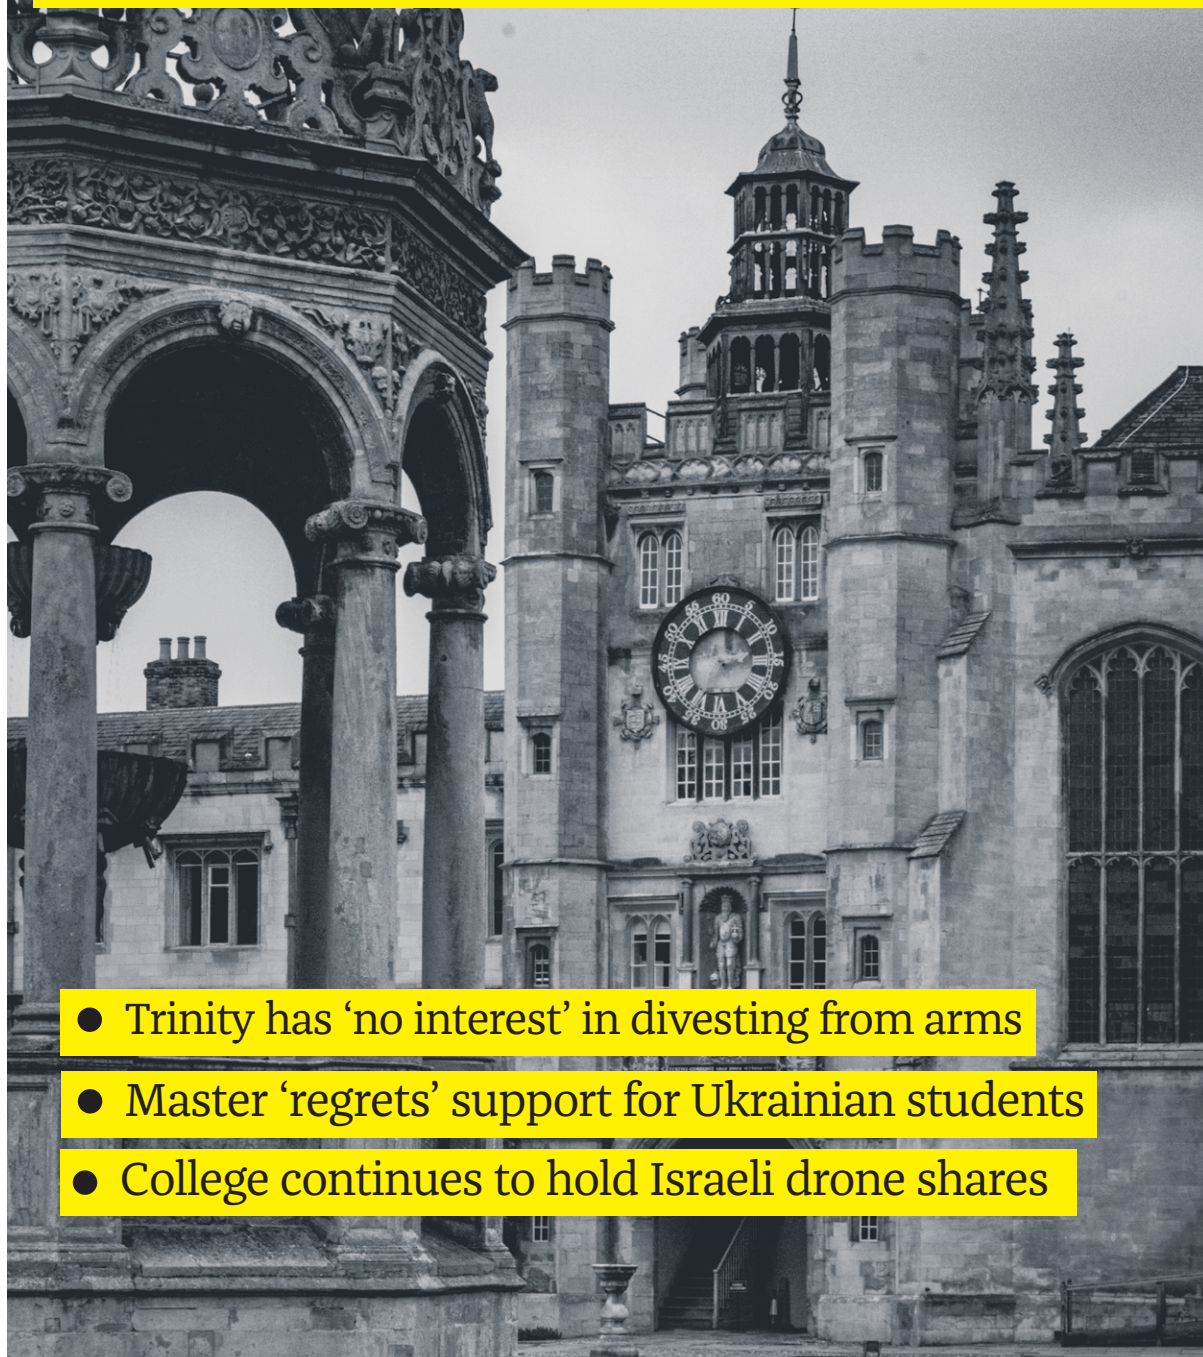 ● Trinity has ‘no interest’ in divesting from arms
● Master ‘regrets’ support for Ukrainian students
● College continues to hold Israeli drone shares